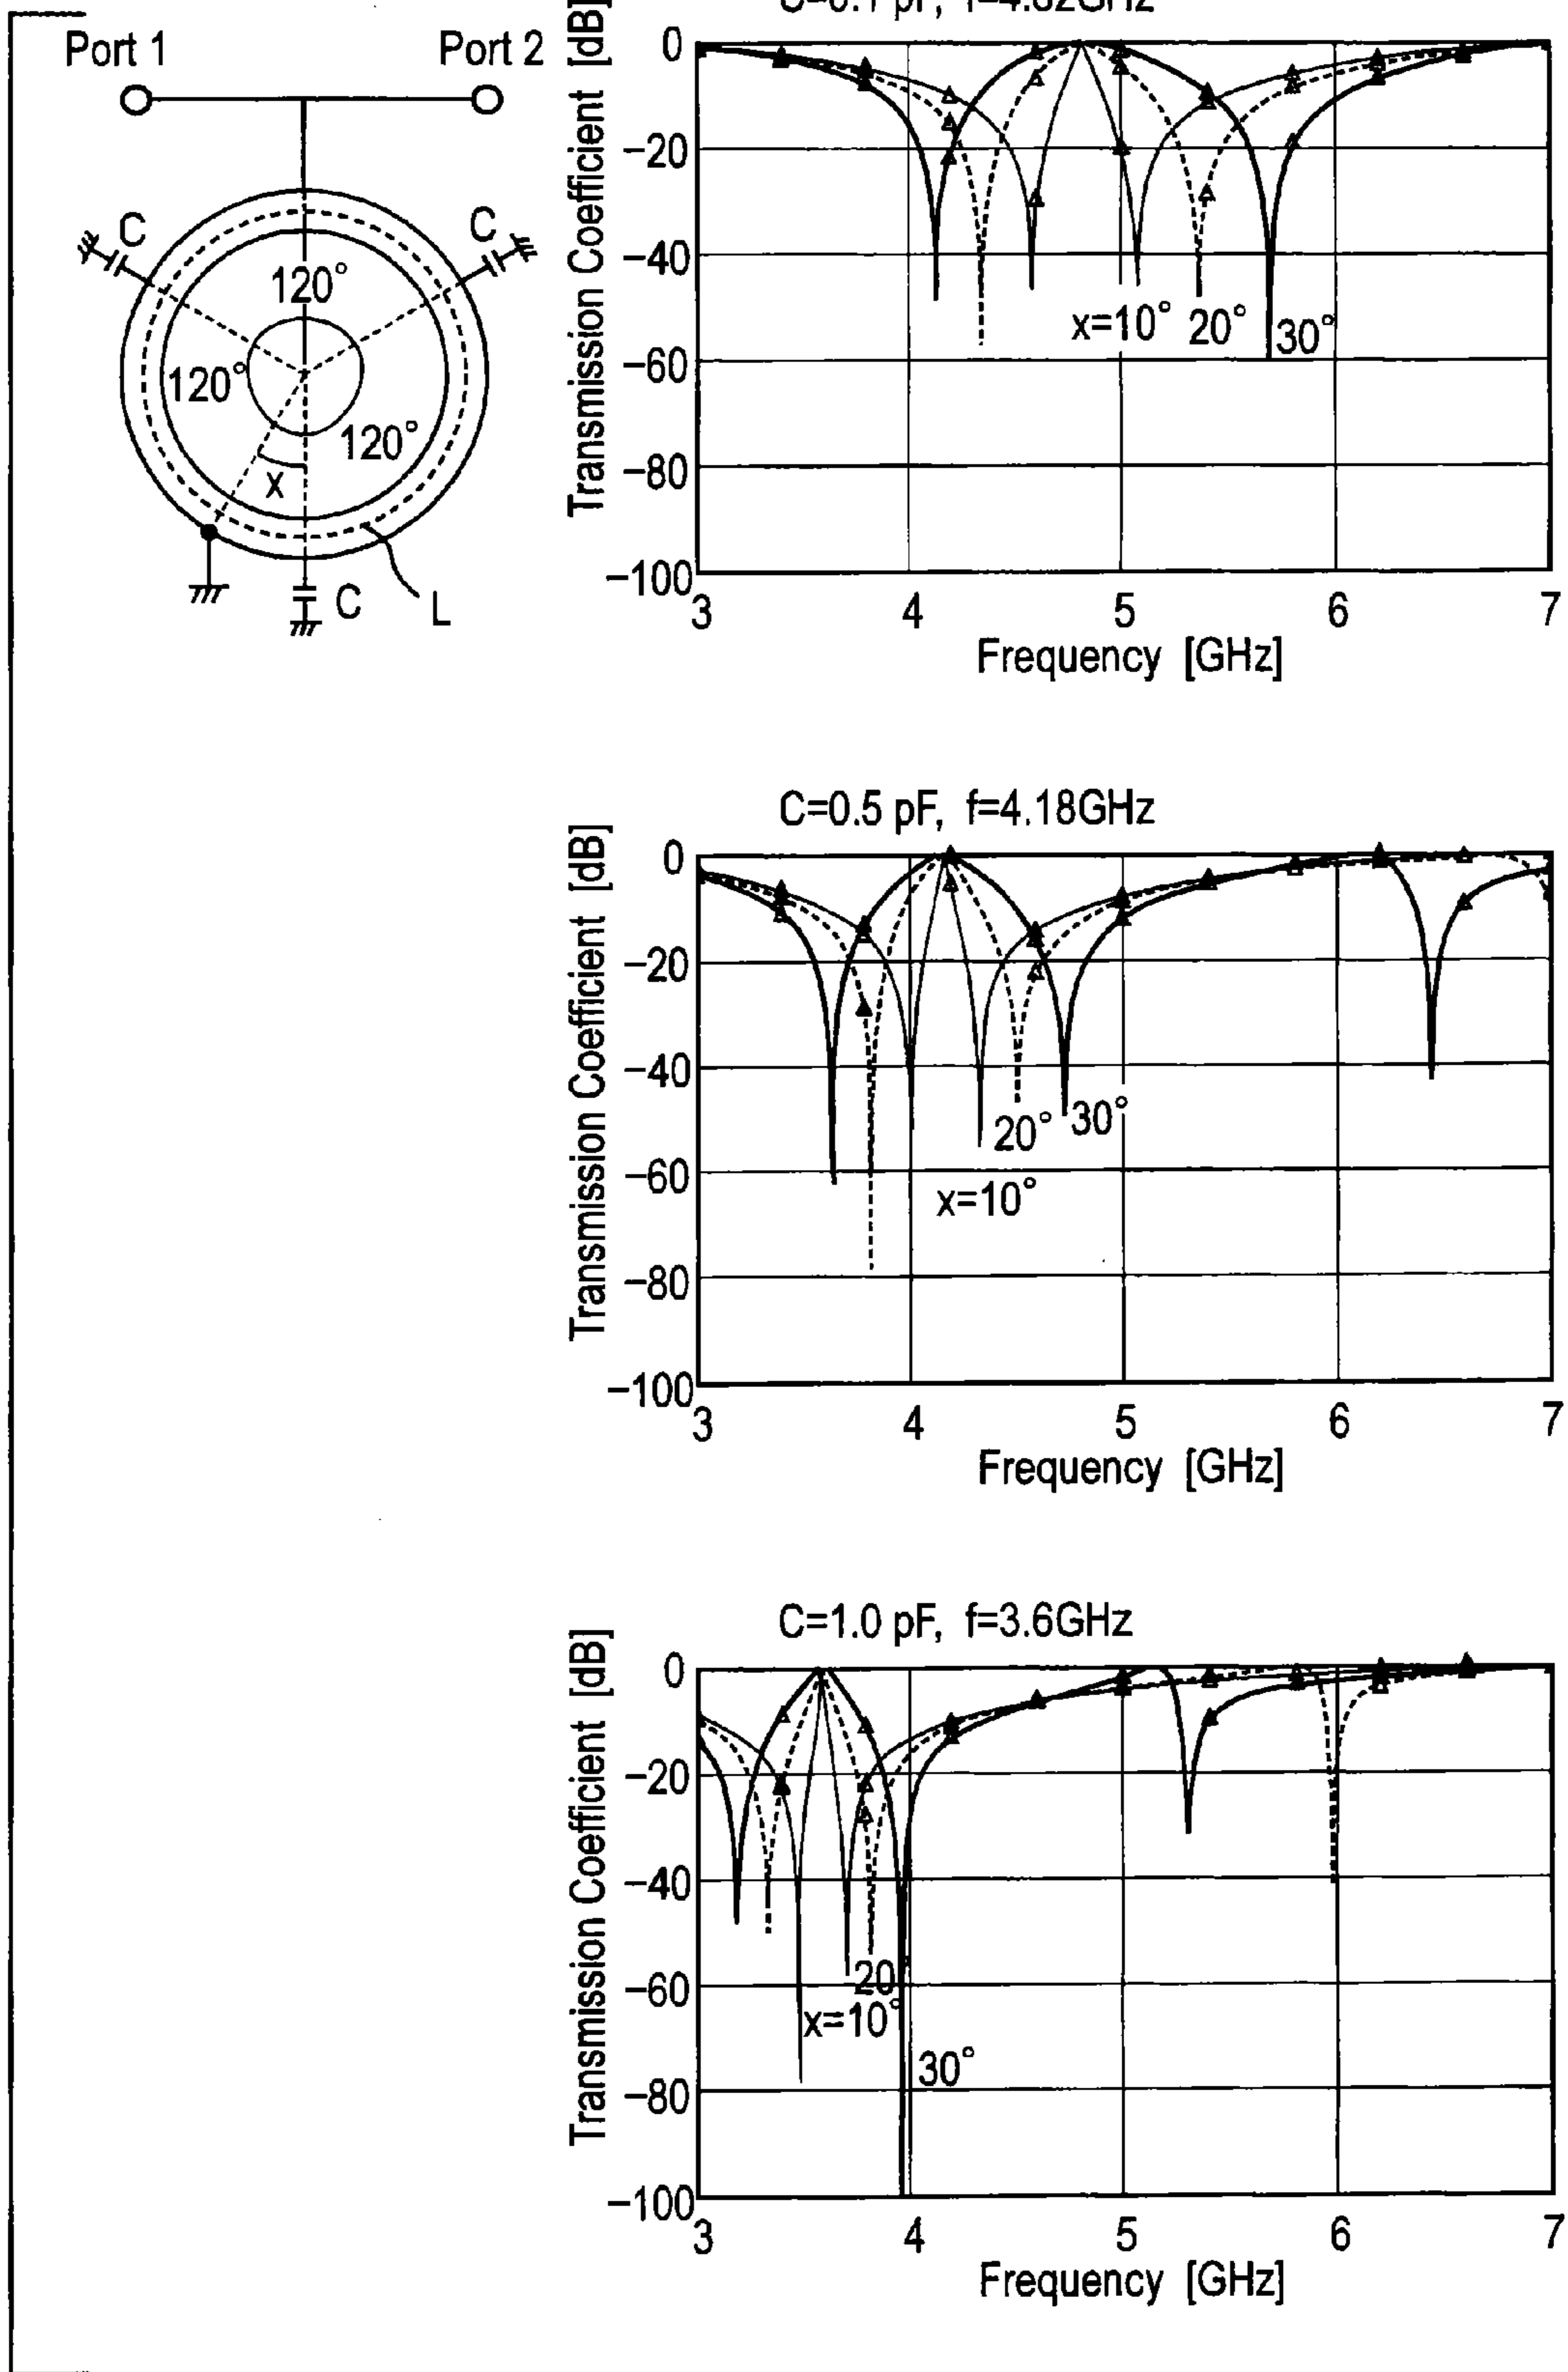 Port 1
Port 2
C
C
120°
120°
120°
x
C
L
Transmission Coefficient [dB]
0
−20
−40
−60
−80
−100
x=10°
20°
30°
3
4
5
6
7
Frequency [GHz]
C=0.5 pF, f=4.18GHz
Transmission Coefficient [dB]
0
−20
−40
−60
−80
−100
20°
30°
x=10°
3
4
5
6
7
Frequency [GHz]
C=1.0 pF, f=3.6GHz
Transmission Coefficient [dB]
0
−20
−40
−60
−80
−100
20
x=10°
30°
3
4
5
6
7
Frequency [GHz]